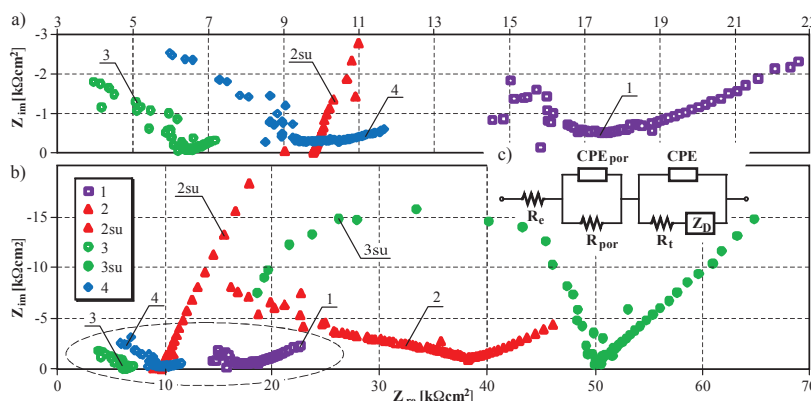 a)
3 5 7 9 11 13 15 17 19 21 22
-3
-2
-1
0
Z_im [kΩcm²]
3
2su
4
1
b)
-15
-10
-5
0
Z_im [kΩcm²]
1
2
2su
3
3su
4
2su
3su
2
1
4
3
c)
CPE_por CPE
R_e
R_por R_t Z_D
0 10 20 30 40 50 60 70